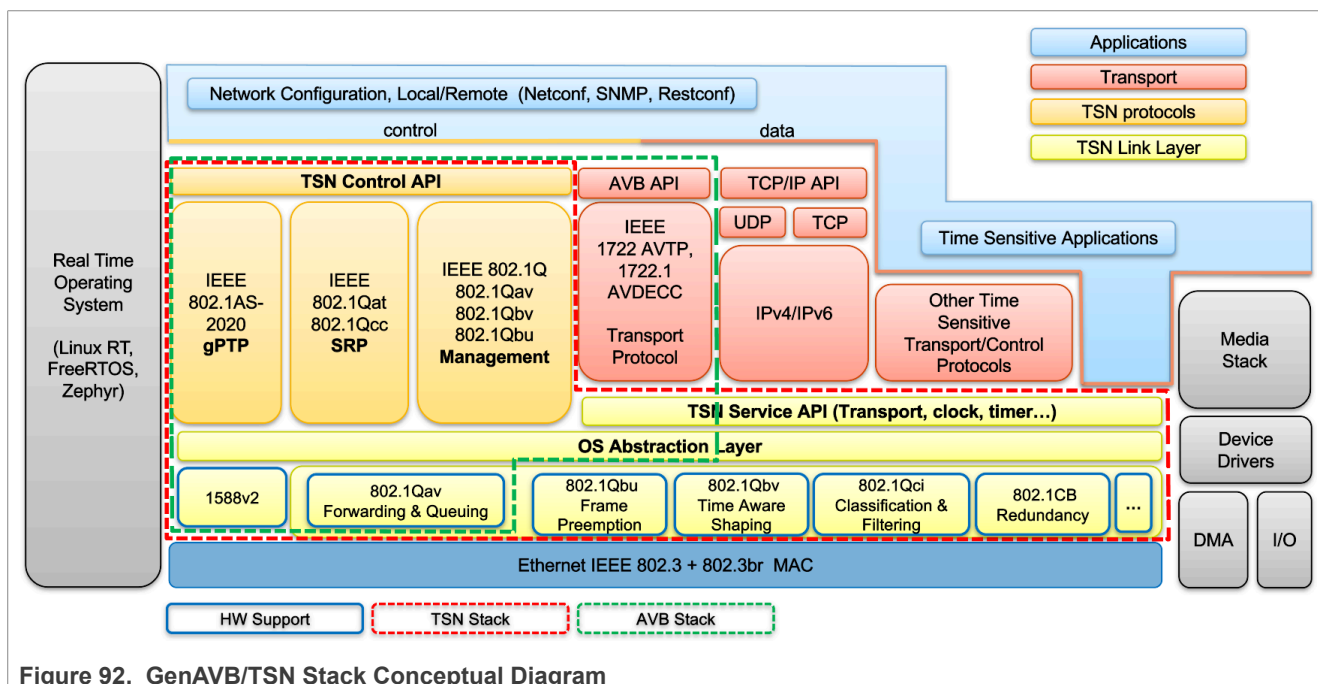 Applications
Transport
TSN protocols
TSN Link Layer
Network Configuration, Local/Remote (Netconf, SNMP, Restconf)
control
data
Real Time
Operating
System
(Linux RT,
FreeRTOS,
Zephyr)
TSN Control API
AVB API
TCP/IP API
IEEE
802.1AS-
2020
gPTP
IEEE
802.1Qat
802.1Qcc
SRP
IEEE 802.1Q
802.1Qav
802.1Qbv
802.1Qbu
Management
IEEE
1722 AVTP,
1722.1
AVDECC
Transport
Protocol
UDP
TCP
IPv4/IPv6
Time Sensitive Applications
Other Time
Sensitive
Transport/Control
Protocols
Media
Stack
TSN Service API (Transport, clock, timer…)
OS Abstraction Layer
Device
Drivers
1588v2
802.1Qav
Forwarding & Queuing
802.1Qbu
Frame
Preemption
802.1Qbv
Time Aware
Shaping
802.1Qci
Classification &
Filtering
802.1CB
Redundancy
...
DMA
I/O
Ethernet IEEE 802.3 + 802.3br MAC
HW Support
TSN Stack
AVB Stack
Figure 92. GenAVB/TSN Stack Conceptual Diagram